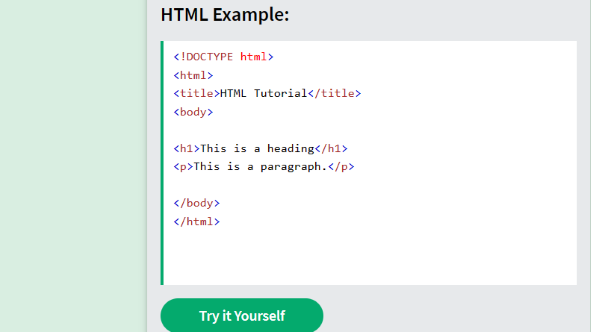 HTML Example:
<!DOCTYPE html>
<html>
<title>HTML Tutorial</title>
<body>
<h1>This is a heading</h1>
<p>This is a paragraph.</p>
</body>
</html>
Try it Yourself